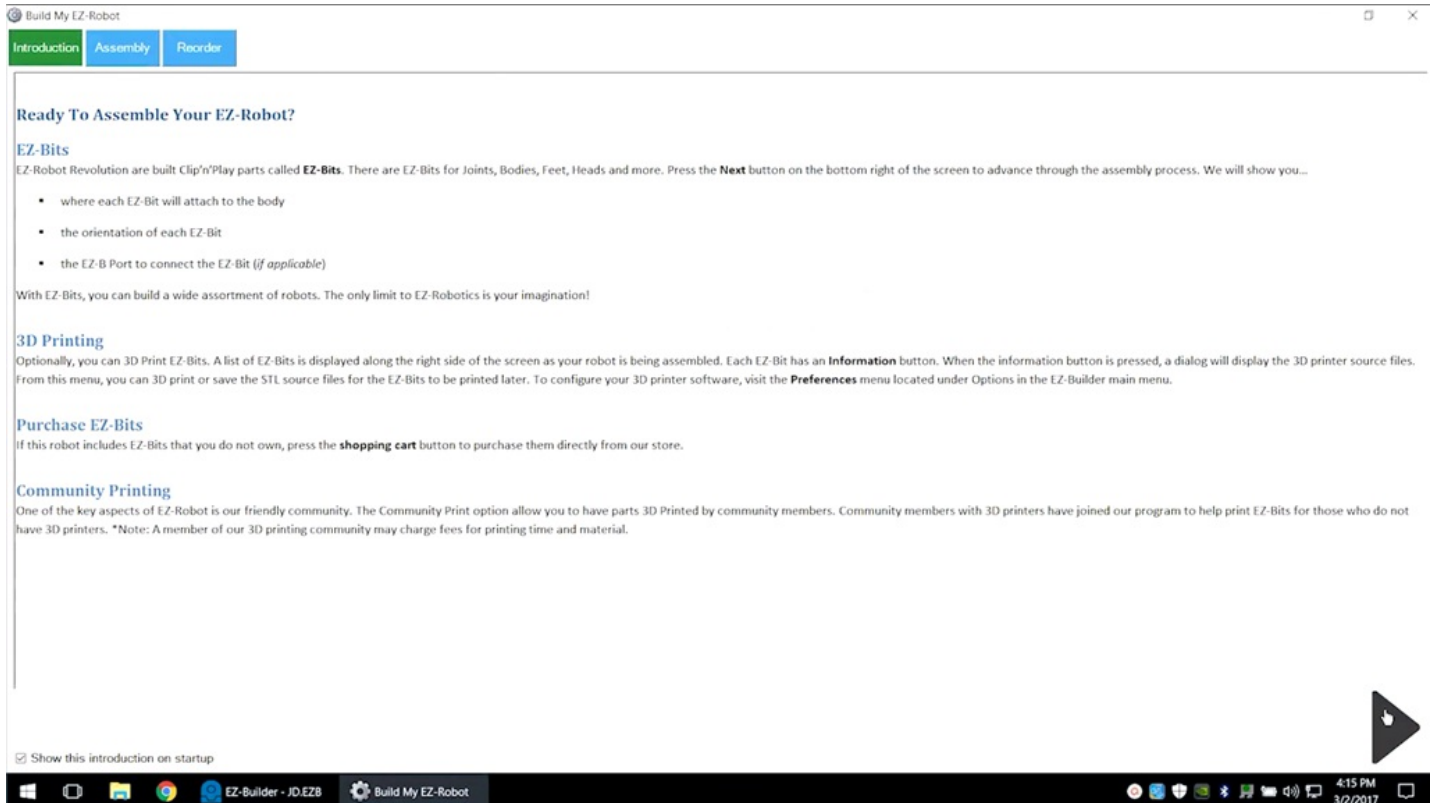 Build My EZ-Robot
Introduction
Assembly
Reorder
Ready To Assemble Your EZ-Robot?
EZ-Bits
EZ-Robot Revolution are built Clip'n'Play parts called EZ-Bits. There are EZ-Bits for Joints, Bodies, Feet, Heads and more. Press the Next button on the bottom right of the screen to advance through the assembly process. We will show you...
▪ where each EZ-Bit will attach to the body
▪ the orientation of each EZ-Bit
▪ the EZ-B Port to connect the EZ-Bit (if applicable)
With EZ-Bits, you can build a wide assortment of robots. The only limit to EZ-Robotics is your imagination!
3D Printing
Optionally, you can 3D Print EZ-Bits. A list of EZ-Bits is displayed along the right side of the screen as your robot is being assembled. Each EZ-Bit has an Information button. When the information button is pressed, a dialog will display the 3D printer source files.
From this menu, you can 3D print or save the STL source files for the EZ-Bits to be printed later. To configure your 3D printer software, visit the Preferences menu located under Options in the EZ-Builder main menu.
Purchase EZ-Bits
If this robot includes EZ-Bits that you do not own, press the shopping cart button to purchase them directly from our store.
Community Printing
One of the key aspects of EZ-Robot is our friendly community. The Community Print option allow you to have parts 3D Printed by community members. Community members with 3D printers have joined our program to help print EZ-Bits for those who do not
have 3D printers. *Note: A member of our 3D printing community may charge fees for printing time and material.
Show this introduction on startup
EZ-Builder - JD.EZB
Build My EZ-Robot
4:15 PM
3/2/2017